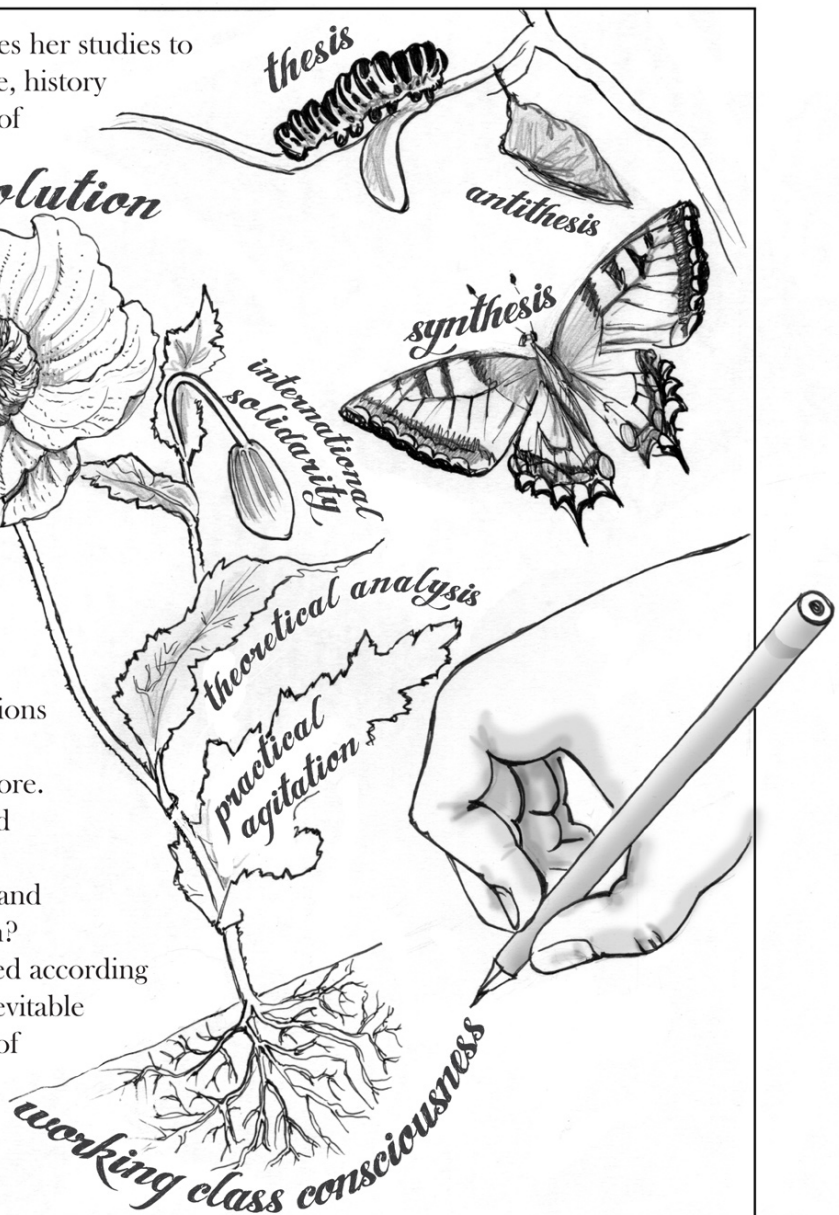 es her studies to
e, history
of
thesis
antithesis
synthesis
olution
international
solidarity
theoretical analysis
practical
agitation
ions
ore.
d
and
n?
ed according
evitable
of
working class consciousness